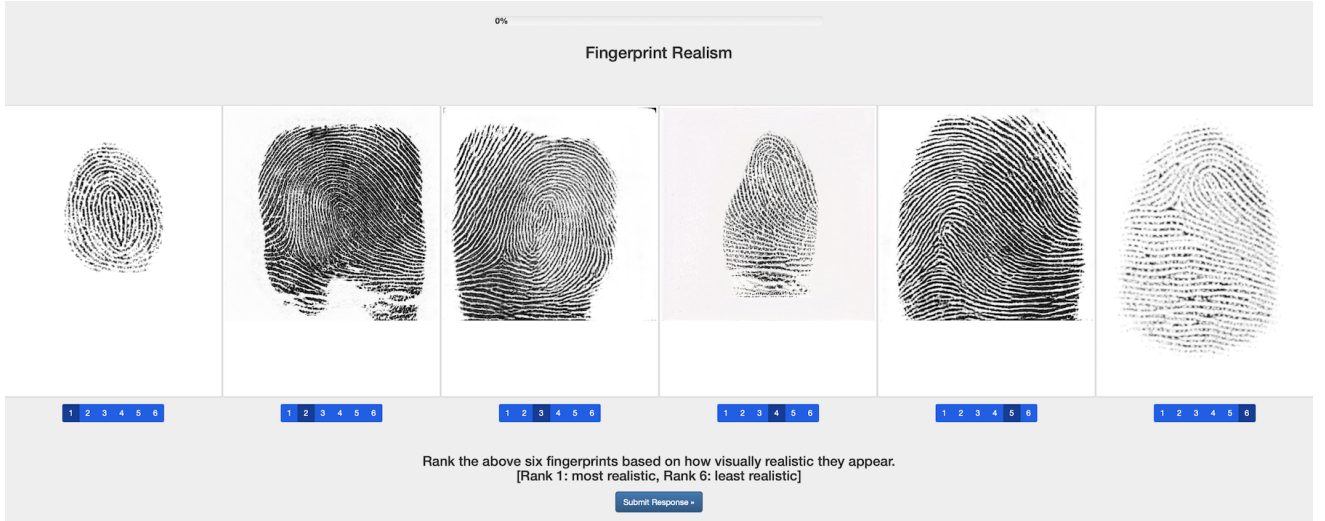 0%
Fingerprint Realism
1 2 3 4 5 6 1 2 3 4 5 6 1 2 3 4 5 6 1 2 3 4 5 6 1 2 3 4 5 6 1 2 3 4 5 6
Rank the above six fingerprints based on how visually realistic they appear.
[Rank 1: most realistic, Rank 6: least realistic]
Submit Response »